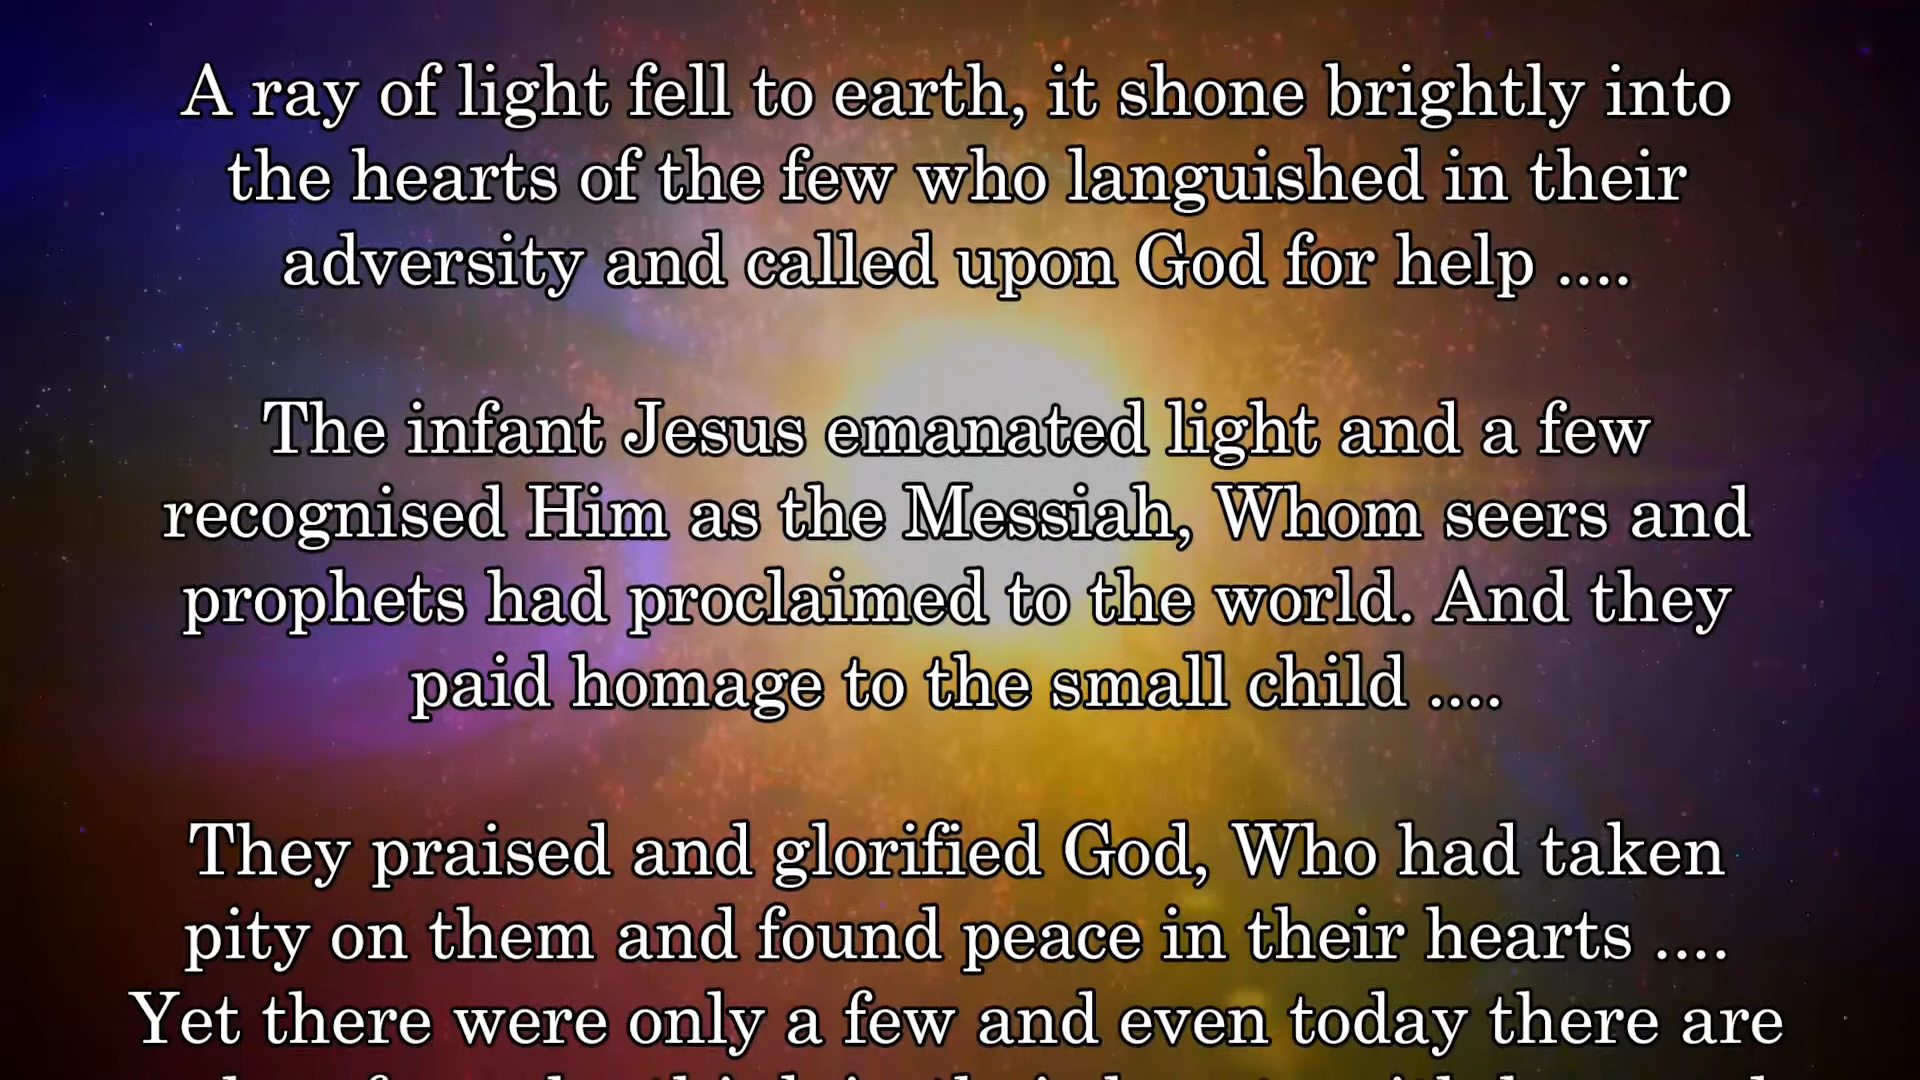 A ray of light fell to earth, it shone brightly into
the hearts of the few who languished in their
adversity and called upon God for help ....
The infant Jesus emanated light and a few
recognised Him as the Messiah, Whom seers and
prophets had proclaimed to the world. And they
paid homage to the small child ....
They praised and glorified God, Who had taken
pity on them and found peace in their hearts ....
Yet there were only a few and even today there are